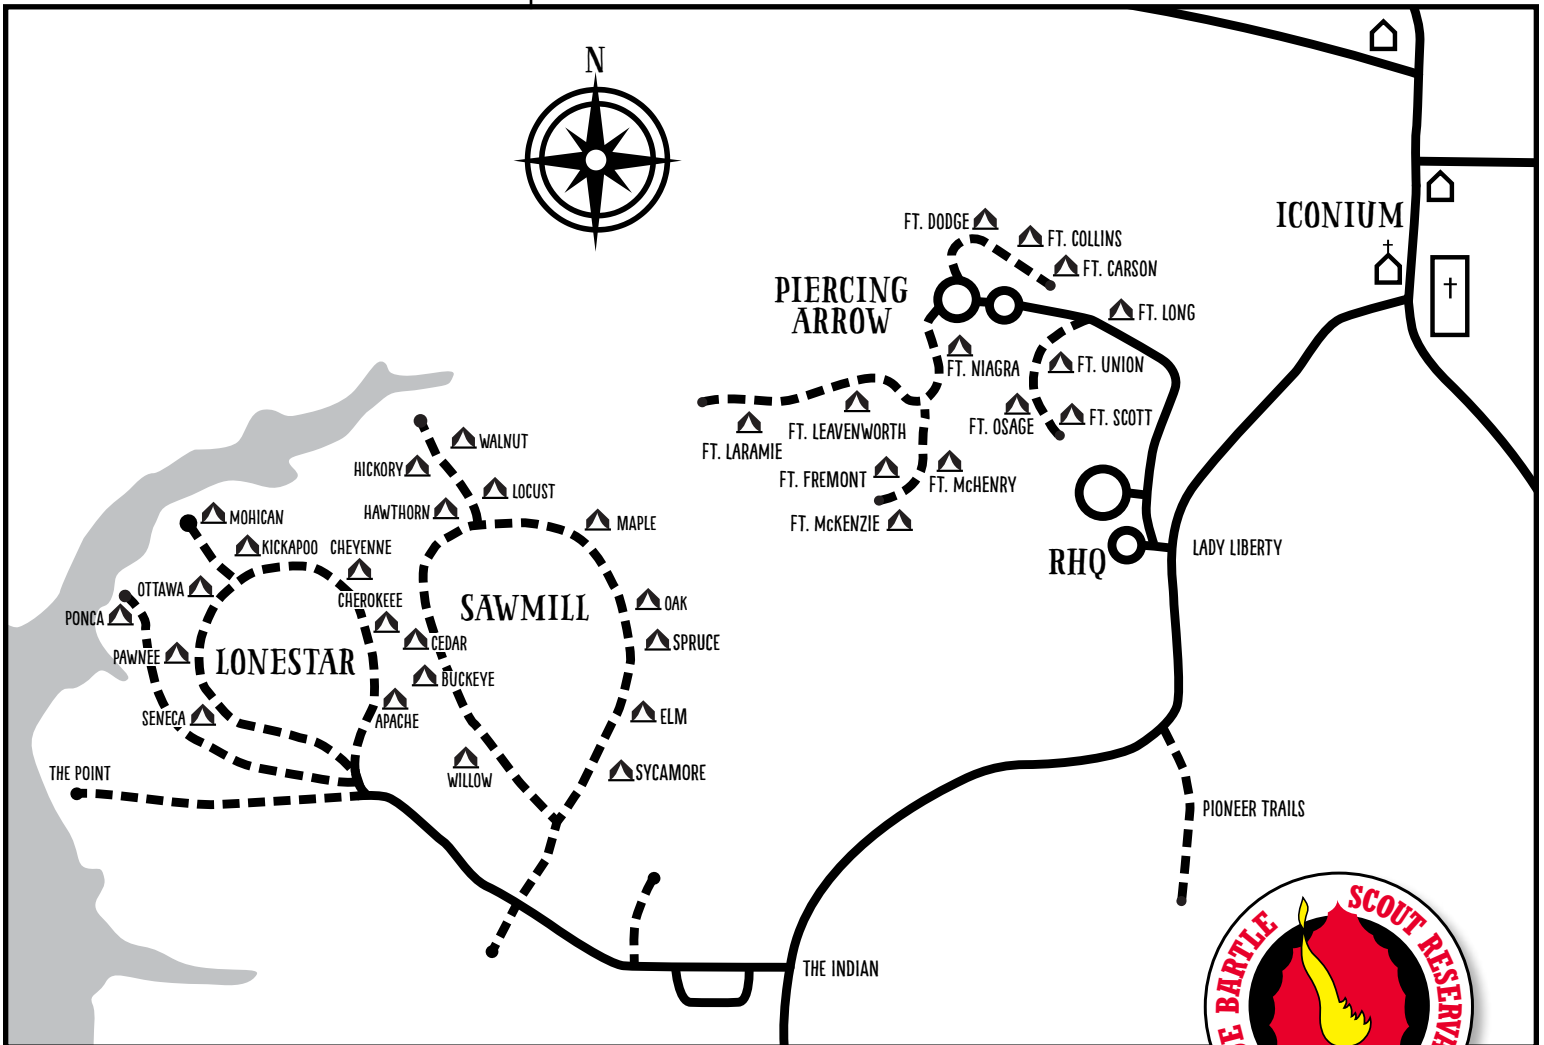 N
ICONIUM
FT. DODGE
FT. COLLINS
FT. CARSON
PIERCING
ARROW
FT. LONG
FT. NIAGRA
FT. UNION
FT. OSAGE
FT. SCOTT
FT. LEAVENWORTH
FT. LARAMIE
FT. FREMONT
FT. McHENRY
FT. McKENZIE
RHQ
LADY LIBERTY
WALNUT
HICKORY
LOCUST
HAWTHORN
MAPLE
MOHICAN
KICKAPOO
CHEYENNE
OTTAWA
PONCA
CHEROKEEE
SAWMILL
OAK
CEDAR
SPRUCE
PAWNEE
LONESTAR
BUCKEYE
SENECA
APACHE
ELM
THE POINT
WILLOW
SYCAMORE
PIONEER TRAILS
THE INDIAN
BARTLE
SCOUT